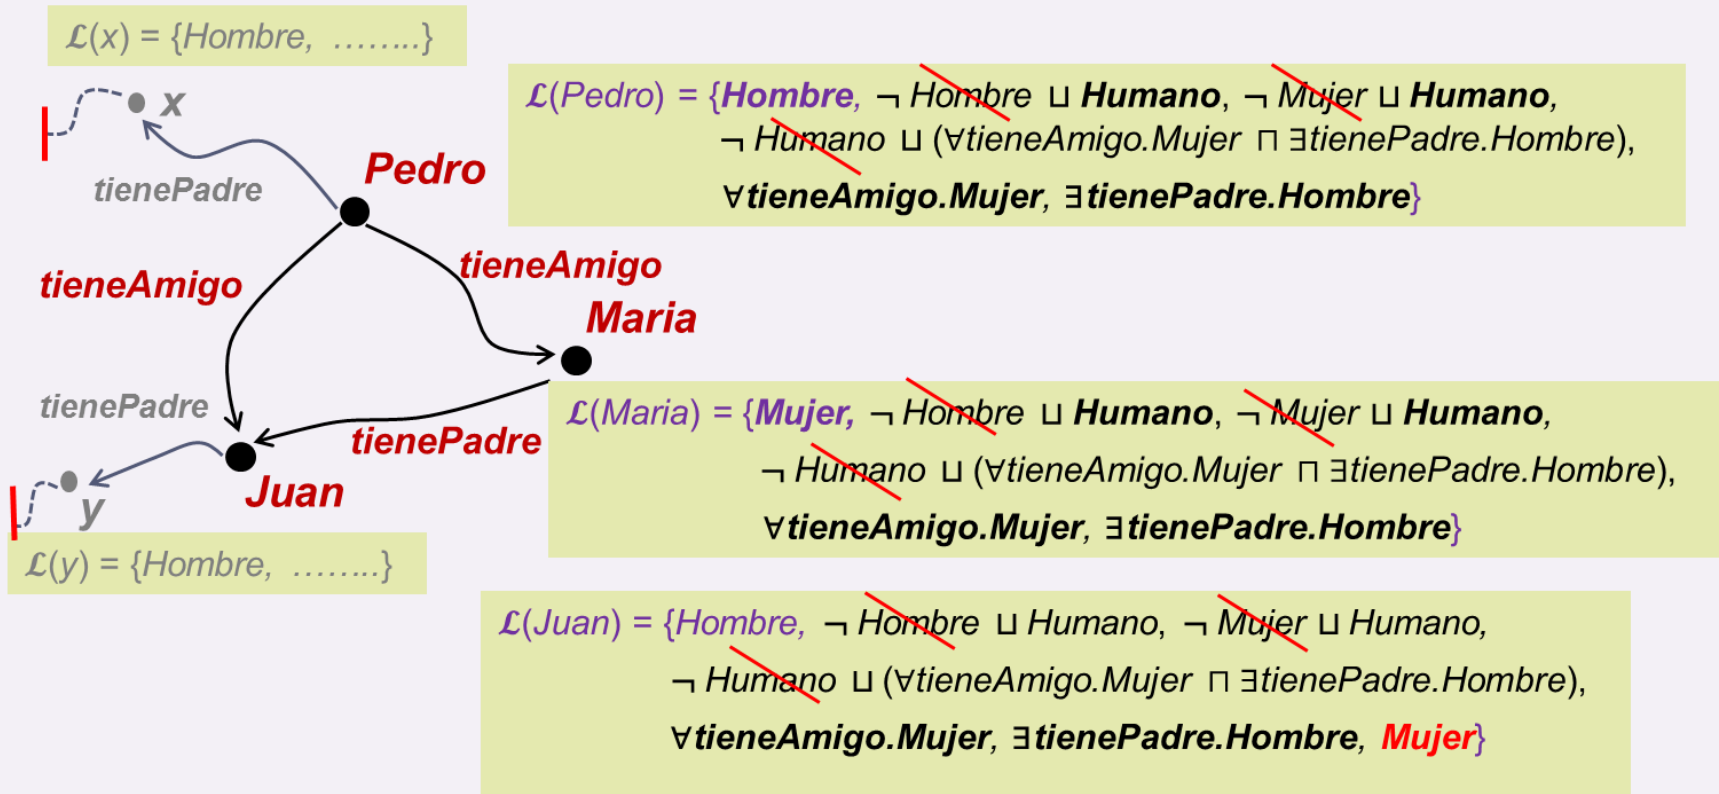 ℒ(x) = {Hombre, ……...}
x
tienePadre
Pedro
ℒ(Pedro) = {Hombre, ¬ Hombre ⊔ Humano, ¬ Mujer ⊔ Humano,
¬ Humano ⊔ (∀tieneAmigo.Mujer ⊓ ∃tienePadre.Hombre),
∀tieneAmigo.Mujer, ∃tienePadre.Hombre}
tieneAmigo
tieneAmigo
Maria
tienePadre
tienePadre
ℒ(Maria) = {Mujer, ¬ Hombre ⊔ Humano, ¬ Mujer ⊔ Humano,
¬ Humano ⊔ (∀tieneAmigo.Mujer ⊓ ∃tienePadre.Hombre),
∀tieneAmigo.Mujer, ∃tienePadre.Hombre}
Juan
y
ℒ(y) = {Hombre, ……...}
ℒ(Juan) = {Hombre, ¬ Hombre ⊔ Humano, ¬ Mujer ⊔ Humano,
¬ Humano ⊔ (∀tieneAmigo.Mujer ⊓ ∃tienePadre.Hombre),
∀tieneAmigo.Mujer, ∃tienePadre.Hombre, Mujer}